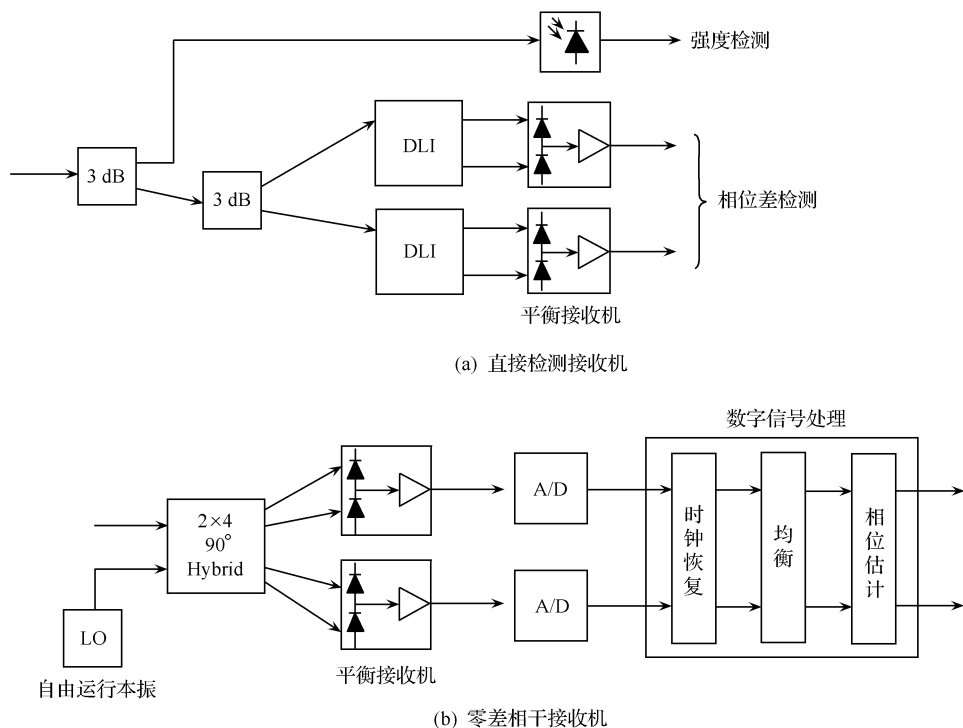 强度检测
3 dB
3 dB
DLI
DLI
相位差检测
平衡接收机
(a) 直接检测接收机
数字信号处理
2×4
90°
Hybrid
A/D
A/D
时钟恢复
均衡
相位估计
LO
自由运行本振
平衡接收机
(b) 零差相干接收机